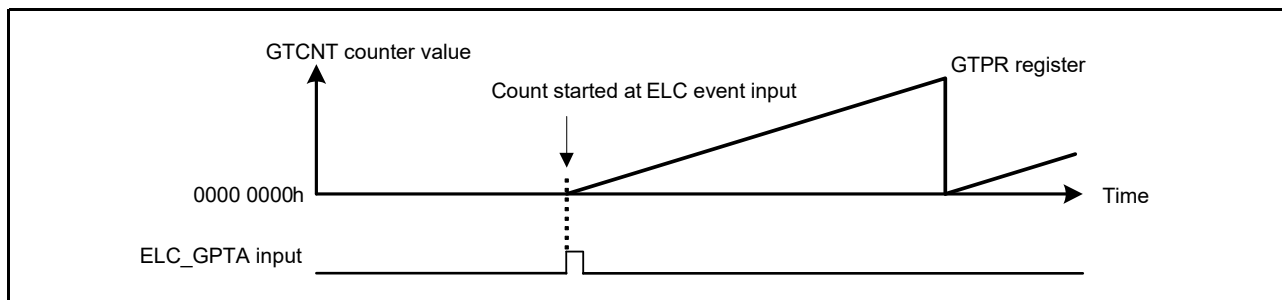 GTCNT counter value
GTPR register
Count started at ELC event input
0000 0000h
Time
ELC_GPTA input